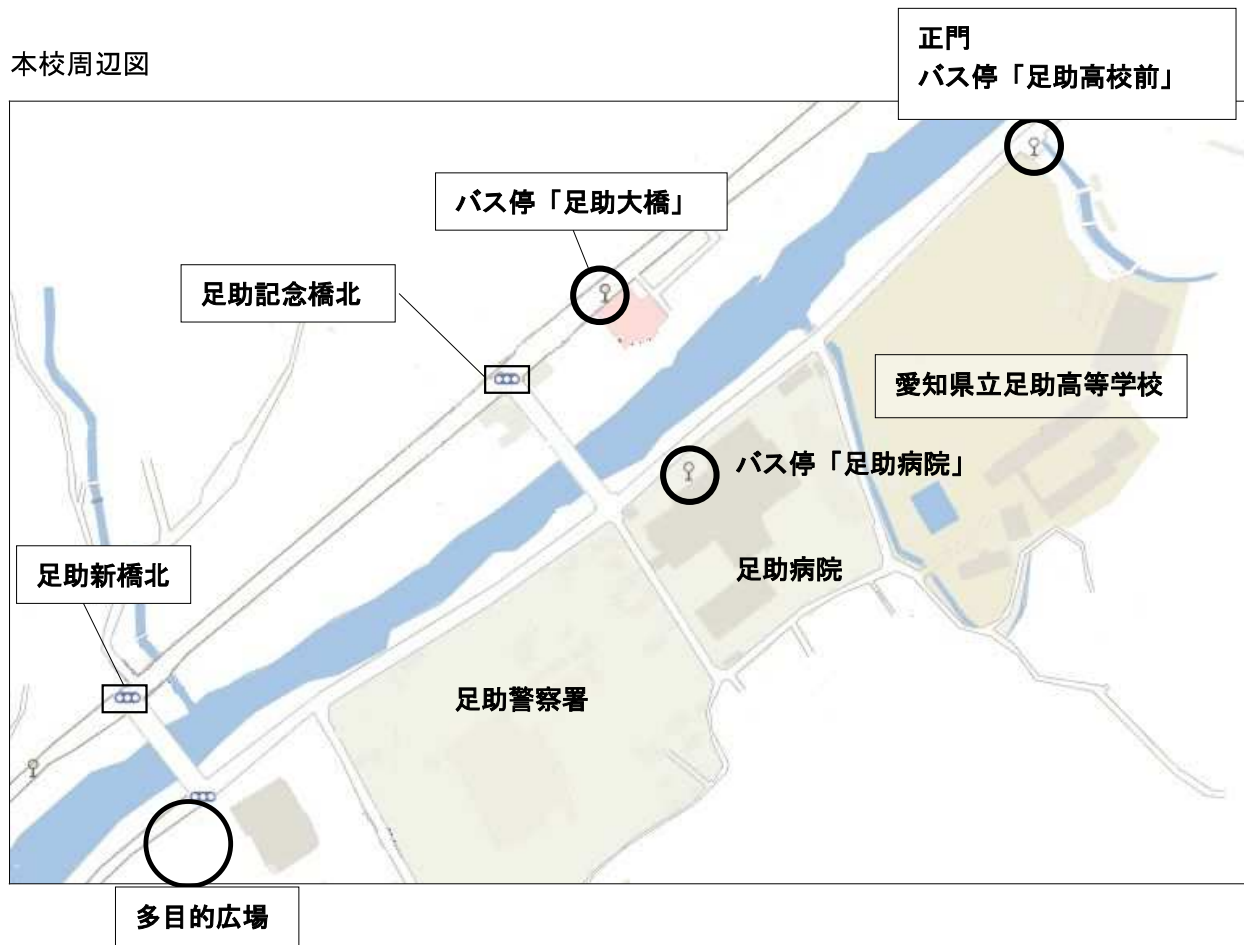 本校周辺図
正門
バス停「足助高校前」
バス停「足助大橋」
足助記念橋北
愛知県立足助高等学校
バス停「足助病院」
足助病院
足助新橋北
足助警察署
多目的広場